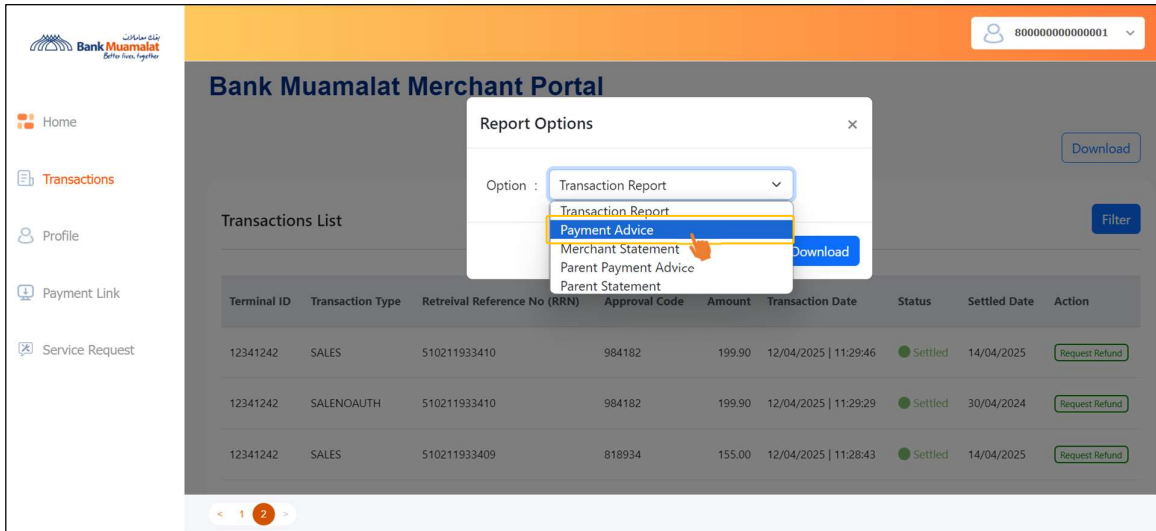 بنك معاملات
Bank Muamalat
Better lives, together
800000000000001
Home
Transactions
Profile
Payment Link
Service Request
Bank Muamalat Merchant Portal
Download
Report Options
×
Option :
Transaction Report
Transaction Report
Payment Advice
Merchant Statement
Parent Payment Advice
Parent Statement
Download
Transactions List
Filter
Terminal ID Transaction Type Retreival Reference No (RRN) Approval Code Amount Transaction Date Status Settled Date Action
12341242 SALES 510211933410 984182 199.90 12/04/2025 | 11:29:46 Settled 14/04/2025 Request Refund
12341242 SALENOAUTH 510211933410 984182 199.90 12/04/2025 | 11:29:29 Settled 30/04/2024 Request Refund
12341242 SALES 510211933409 818934 155.00 12/04/2025 | 11:28:43 Settled 14/04/2025 Request Refund
< 1 2 >